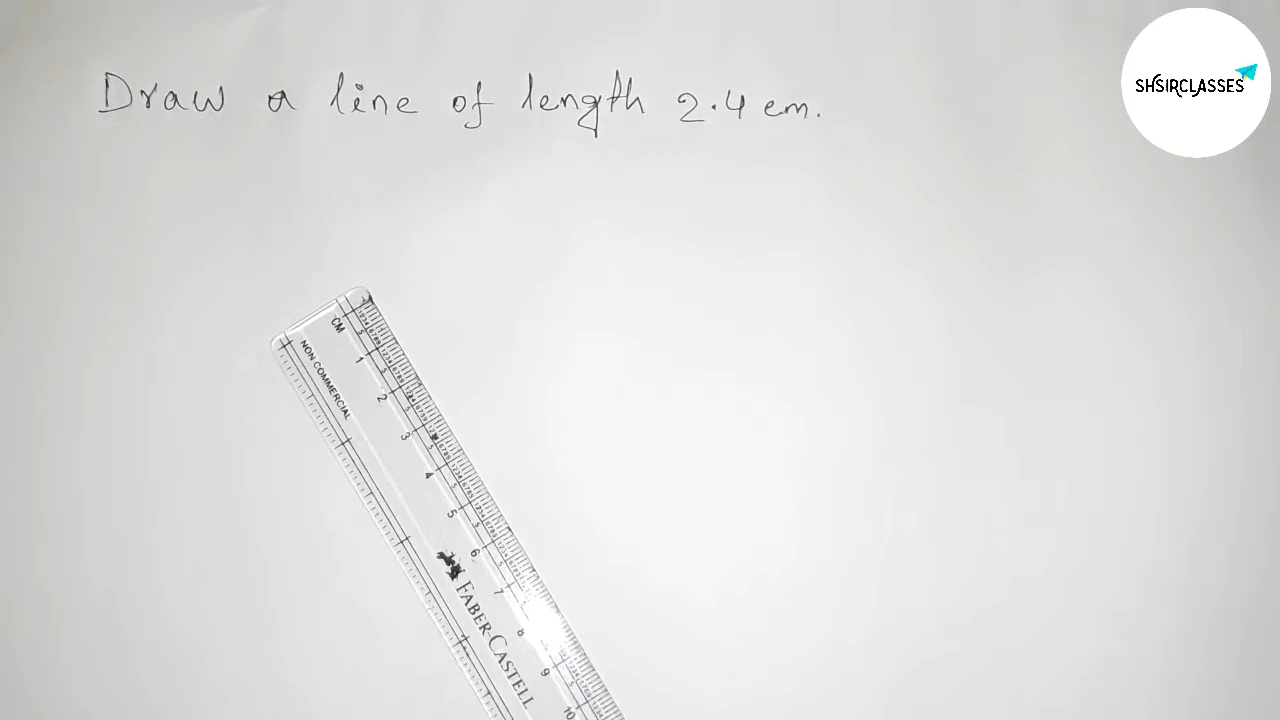 Draw a line of length 2.4 cm.
SHSIRCLASSES
CM
NON COMMERCIAL
1
2
3
4
5
6
7
8
9
10
FABER-CASTELL